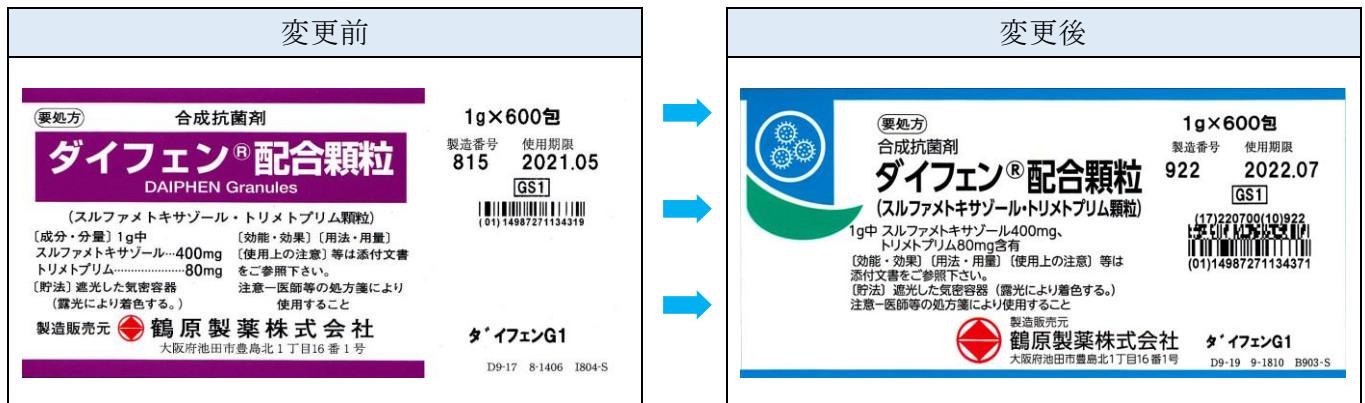 変更前
要処方
合成抗菌剤
ダイフェン®配合顆粒
DAIPHEN Granules
(スルファメトキサゾール・トリメトプリム顆粒)
〔成分・分量〕1g中
スルファメトキサゾール…400mg
トリメトプリム…………………80mg
〔貯法〕遮光した気密容器
(露光により着色する。)
〔効能・効果〕〔用法・用量〕
〔使用上の注意〕等は添付文書
をご参照下さい。
注意ー医師等の処方箋により
使用すること
製造販売元 鶴原製薬株式会社
大阪府池田市豊島北1丁目16番1号
1g×600包
製造番号 使用期限
815 2021.05
GS1
(01)14987271134319
ダイフェンG1
D9-17 8-1406 I804-S
変更後
要処方
合成抗菌剤
ダイフェン®配合顆粒
(スルファメトキサゾール・トリメトプリム顆粒)
1g中 スルファメトキサゾール400mg、
トリメトプリム80mg含有
〔効能・効果〕〔用法・用量〕〔使用上の注意〕等は
添付文書をご参照下さい。
〔貯法〕遮光した気密容器(露光により着色する。)
注意ー医師等の処方箋により使用すること
製造販売元
鶴原製薬株式会社
大阪府池田市豊島北1丁目16番1号
1g×600包
製造番号 使用期限
922 2022.07
GS1
(17)220700(10)922
(01)14987271134371
ダイフェンG1
D9-19 9-1810 B903-S